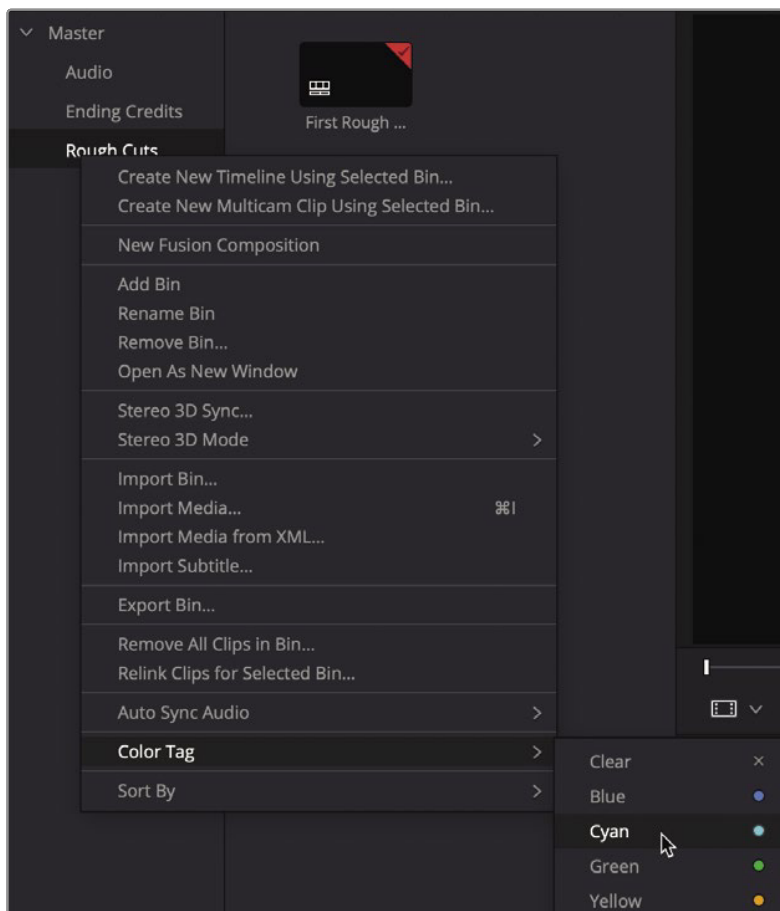 Master
Audio
Ending Credits
Rough Cuts
First Rough ...
Create New Timeline Using Selected Bin...
Create New Multicam Clip Using Selected Bin...
New Fusion Composition
Add Bin
Rename Bin
Remove Bin...
Open As New Window
Stereo 3D Sync...
Stereo 3D Mode
Import Bin...
Import Media... ⌘I
Import Media from XML...
Import Subtitle...
Export Bin...
Remove All Clips in Bin...
Relink Clips for Selected Bin...
Auto Sync Audio
Color Tag
Sort By
Clear
Blue
Cyan
Green
Yellow